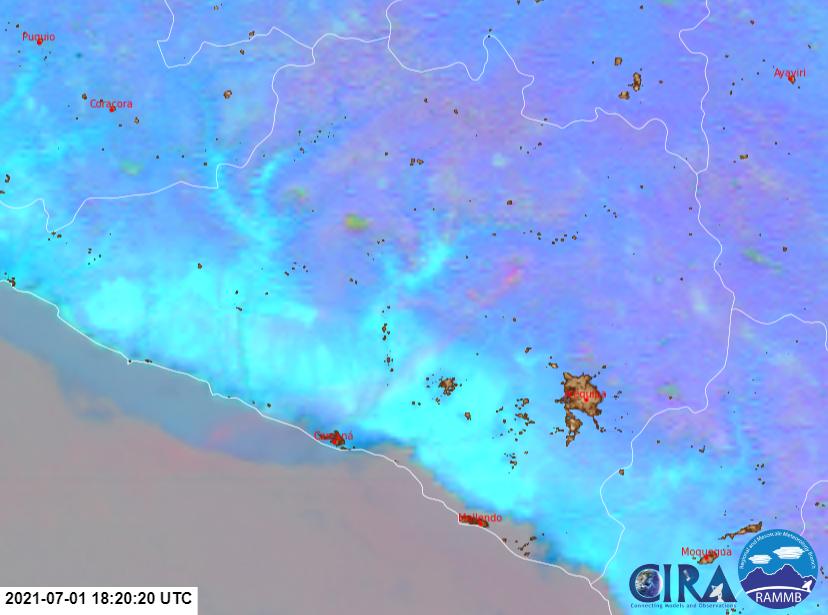 Puquio
Ayaviri
Coracora
Arequipa
Camaná
Mollendo
Moquegua
CIRA
Connecting Models and Observations
Regional and Mesoscale Meteorology Branch
RAMMB
2021-07-01 18:20:20 UTC